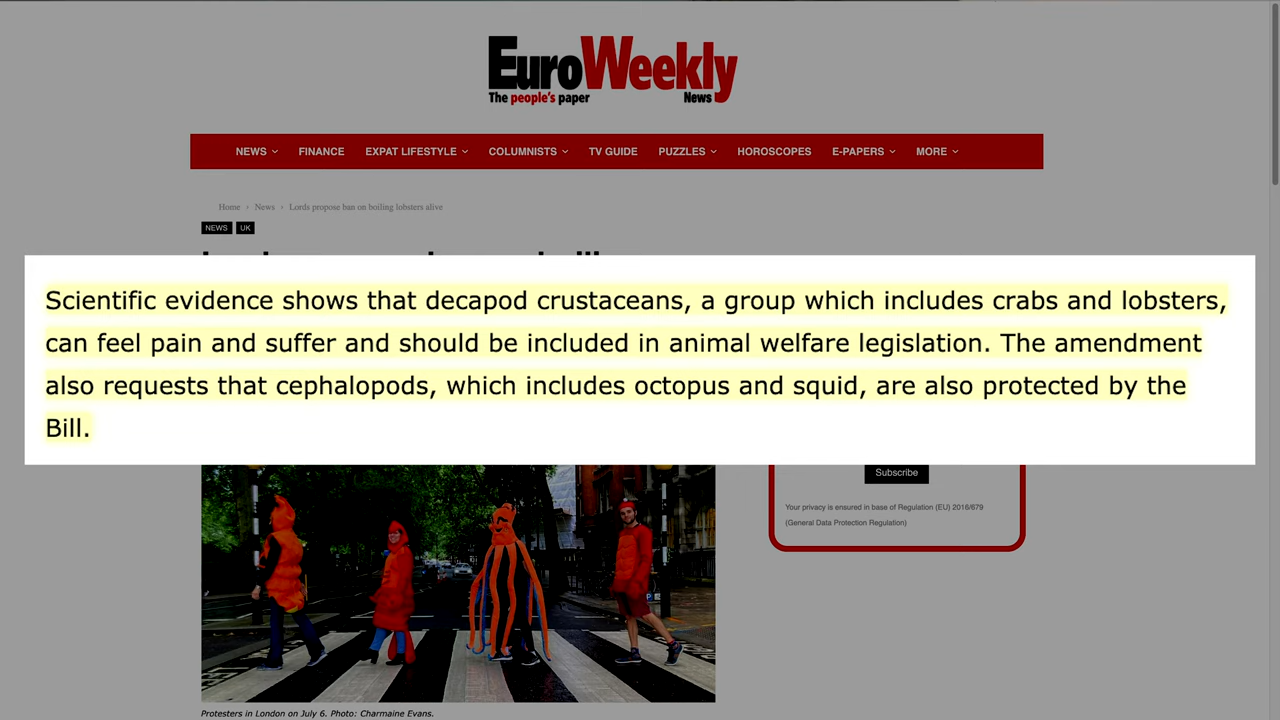 EuroWeekly
The people's paper
News
NEWS
FINANCE
EXPAT LIFESTYLE
COLUMNISTS
TV GUIDE
PUZZLES
HOROSCOPES
E-PAPERS
MORE
Home › News › Lords propose ban on boiling lobsters alive
NEWS
UK
Scientific evidence shows that decapod crustaceans, a group which includes crabs and lobsters,
can feel pain and suffer and should be included in animal welfare legislation. The amendment
also requests that cephalopods, which includes octopus and squid, are also protected by the
Bill.
Subscribe
Your privacy is ensured in base of Regulation (EU) 2016/679
(General Data Protection Regulation)
Protesters in London on July 6. Photo: Charmaine Evans.